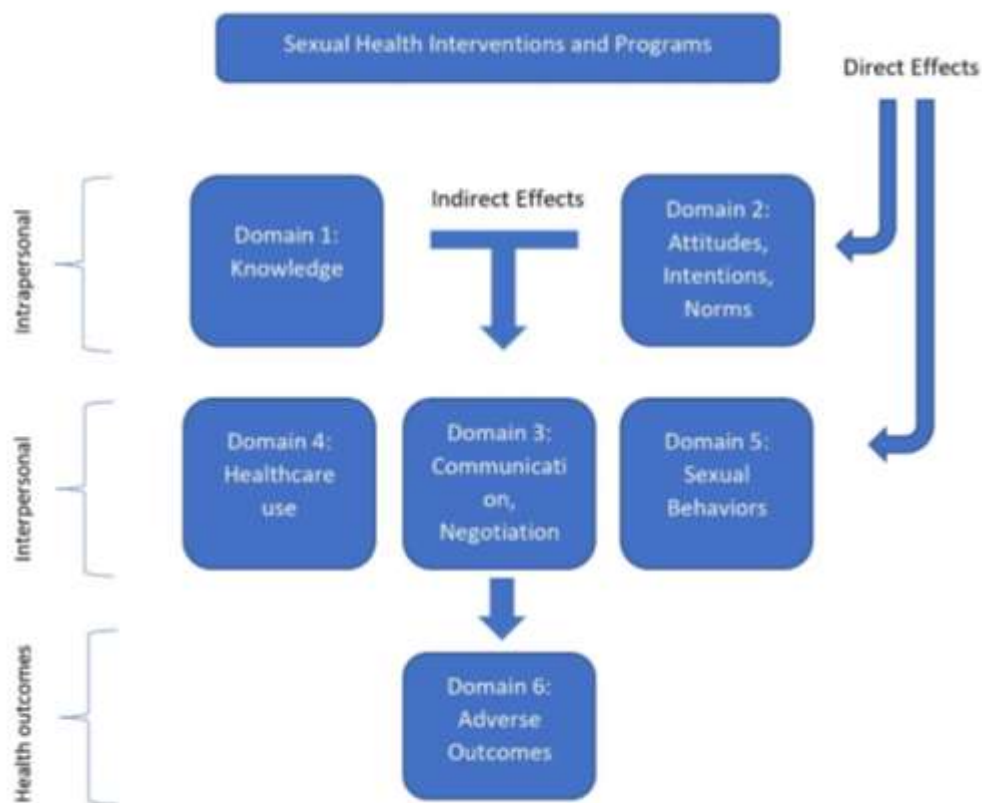 Sexual Health Interventions and Programs
Direct Effects
Intrapersonal
Domain 1:
Knowledge
Indirect Effects
Domain 2:
Attitudes,
Intentions,
Norms
Interpersonal
Domain 4:
Healthcare
use
Domain 3:
Communicati
on,
Negotiation
Domain 5:
Sexual
Behaviors
Health outcomes
Domain 6:
Adverse
Outcomes